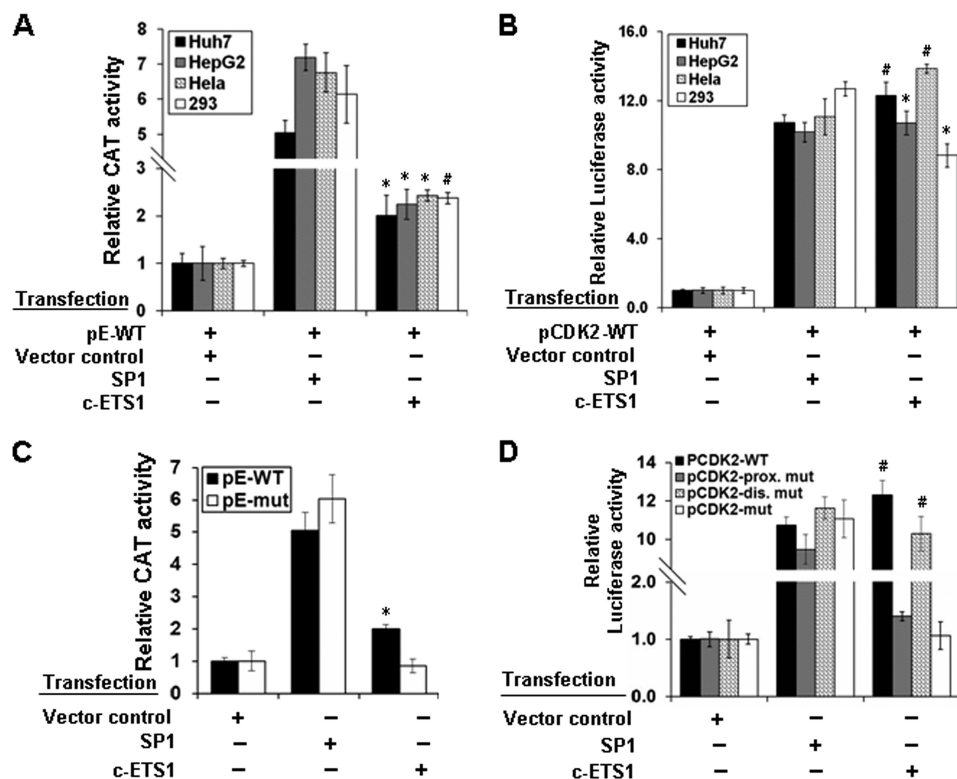 A
Relative CAT activity
8
7
6
5
3
2
1
0
Huh7
HepG2
Hela
293
* * * #
Transfection
pE-WT + + +
Vector control + − −
SP1 − + −
c-ETS1 − − +
B
Relative Luciferase activity
16.0
12.0
8.0
4.0
0.0
Huh7
HepG2
Hela
293
# * # *
Transfection
pCDK2-WT + + +
Vector control + − −
SP1 − + −
c-ETS1 − − +
C
Relative CAT activity
7
6
5
4
3
2
1
0
pE-WT
pE-mut
*
Transfection
Vector control + − −
SP1 − + −
c-ETS1 − − +
D
Relative
Luciferase activity
14
12
10
2.0
1.0
0.0
PCDK2-WT
pCDK2-prox. mut
pCDK2-dis. mut
pCDK2-mut
# #
Transfection
Vector control + − −
SP1 − + −
c-ETS1 − − +